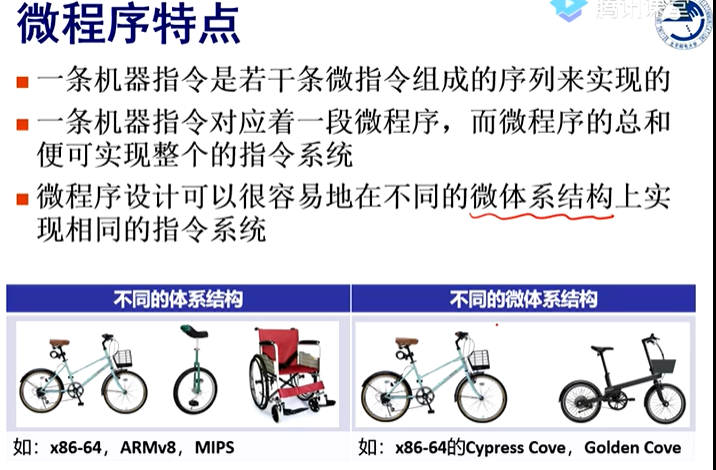 微程序特点
腾讯课堂
一条机器指令是若干条微指令组成的序列来实现的
一条机器指令对应着一段微程序，而微程序的总和
便可实现整个的指令系统
微程序设计可以很容易地在不同的微体系结构上实
现相同的指令系统
不同的体系结构
不同的微体系结构
如：x86-64，ARMv8，MIPS
如：x86-64的Cypress Cove，Golden Cove